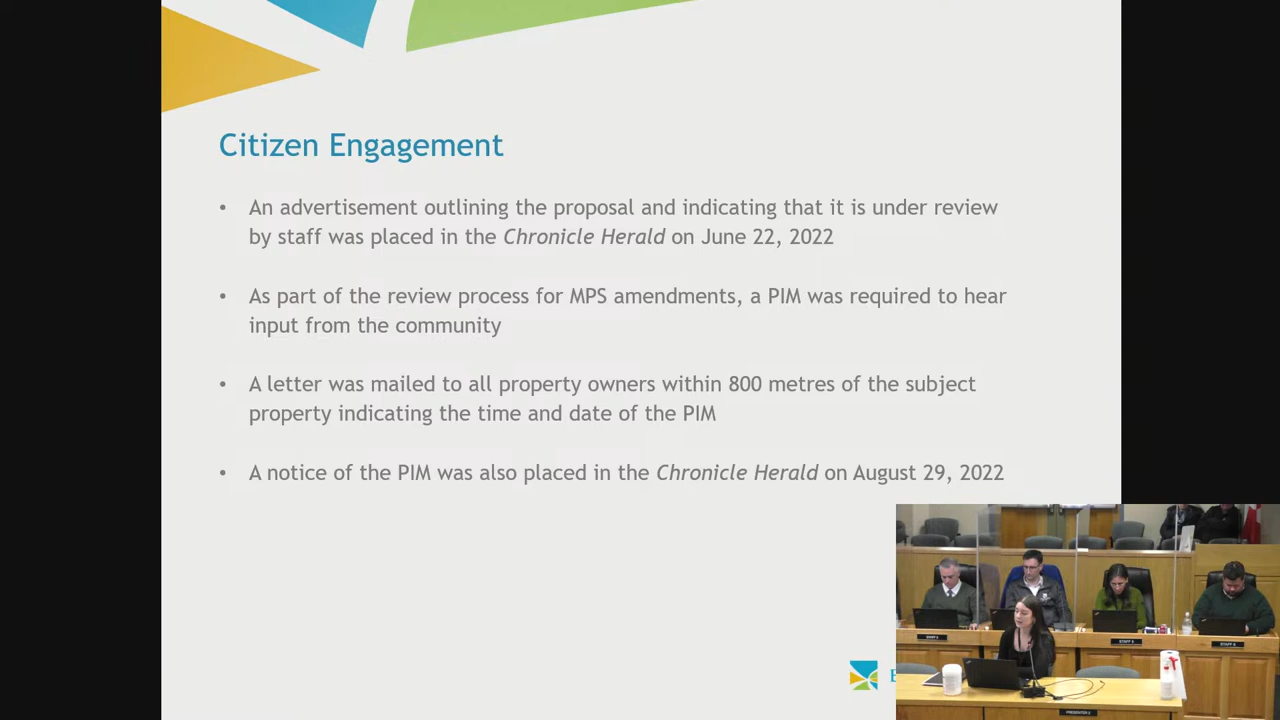 Citizen Engagement
• An advertisement outlining the proposal and indicating that it is under review
by staff was placed in the Chronicle Herald on June 22, 2022
• As part of the review process for MPS amendments, a PIM was required to hear
input from the community
• A letter was mailed to all property owners within 800 metres of the subject
property indicating the time and date of the PIM
• A notice of the PIM was also placed in the Chronicle Herald on August 29, 2022